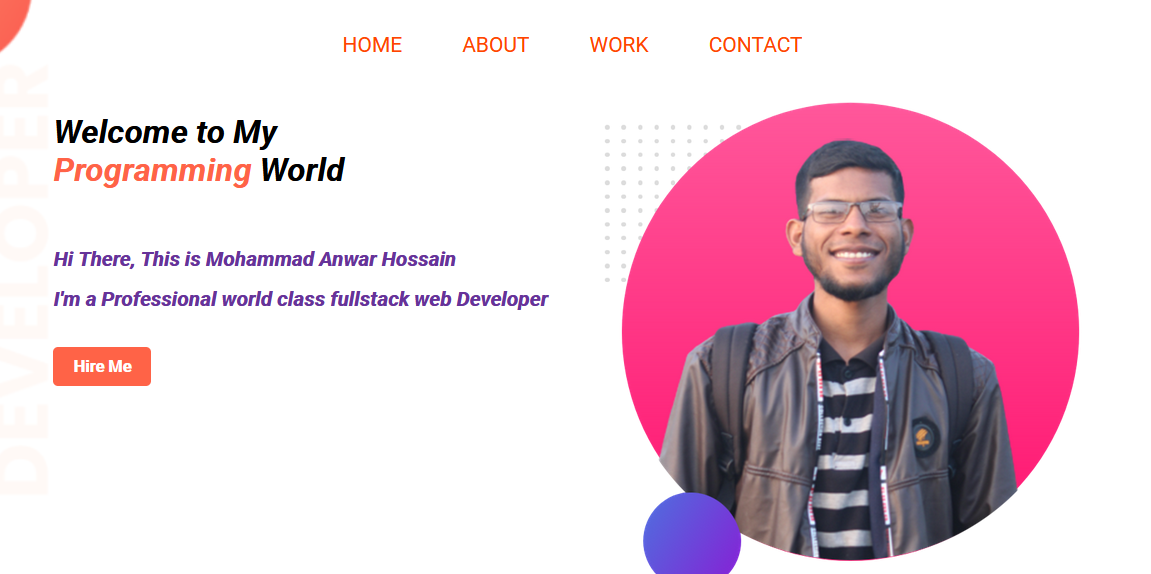 HOME ABOUT WORK CONTACT
DEVELOPER
Welcome to My
Programming World
Hi There, This is Mohammad Anwar Hossain
I'm a Professional world class fullstack web Developer
Hire Me